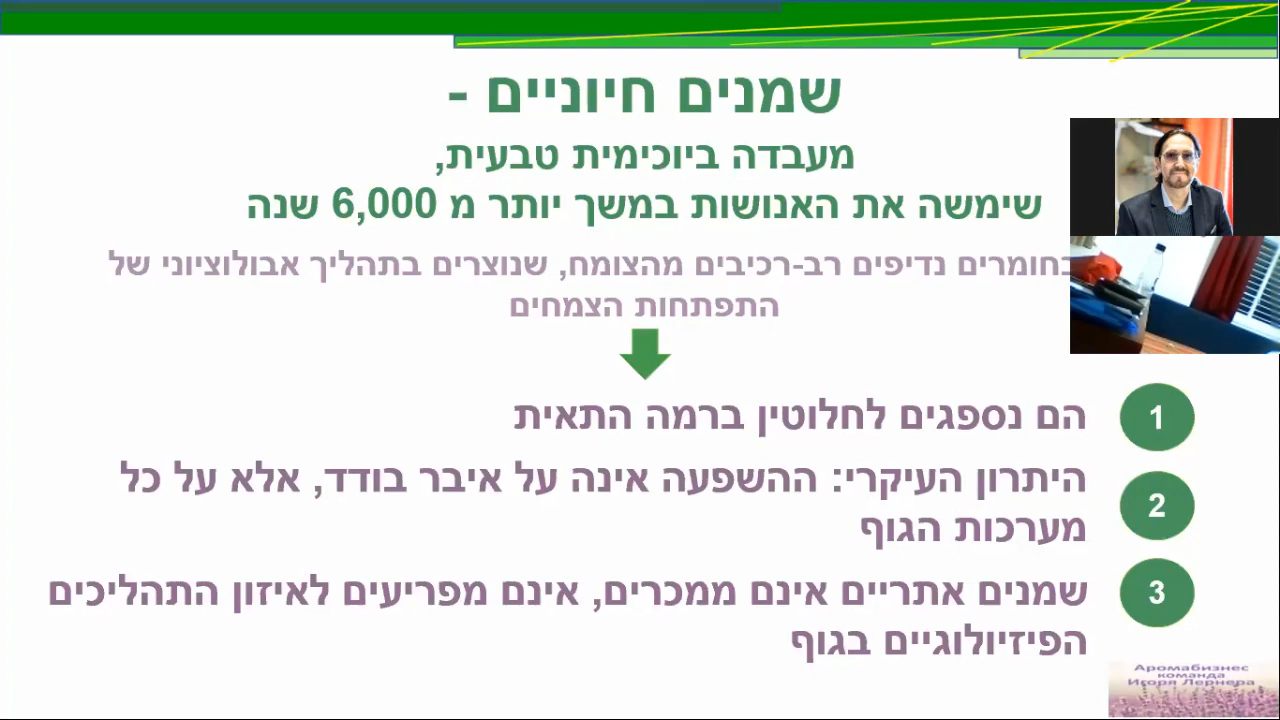 שמנים חיוניים -
מעבדה ביוכימית טבעית,
שימשה את האנושות במשך יותר מ 6,000 שנה
בחומרים נדיפים רב-רכיבים מהצומח, שנוצרים בתהליך אבולוציוני של
התפתחות הצמחים
1 הם נספגים לחלוטין ברמה התאית
2 היתרון העיקרי: ההשפעה אינה על איבר בודד, אלא על כל
מערכות הגוף
3 שמנים אתריים אינם ממכרים, אינם מפריעים לאיזון התהליכים
הפיזיולוגיים בגוף
Аромабизнес
команда
Игоря Лернера